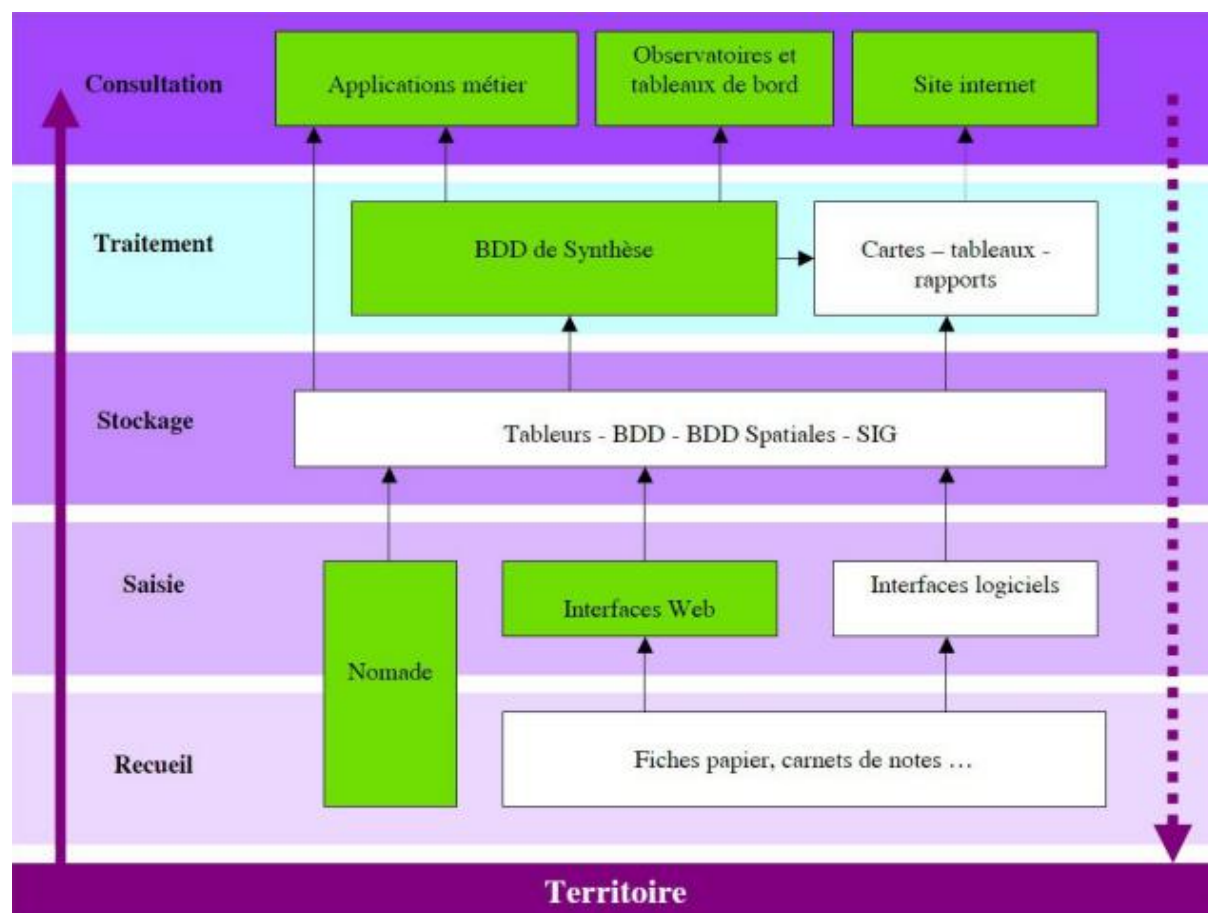 Consultation
Applications métier
Observatoires et
tableaux de bord
Site internet
Traitement
BDD de Synthèse
Cartes – tableaux -
rapports
Stockage
Tableurs - BDD - BDD Spatiales - SIG
Saisie
Nomade
Interfaces Web
Interfaces logiciels
Recueil
Fiches papier, carnets de notes …
Territoire